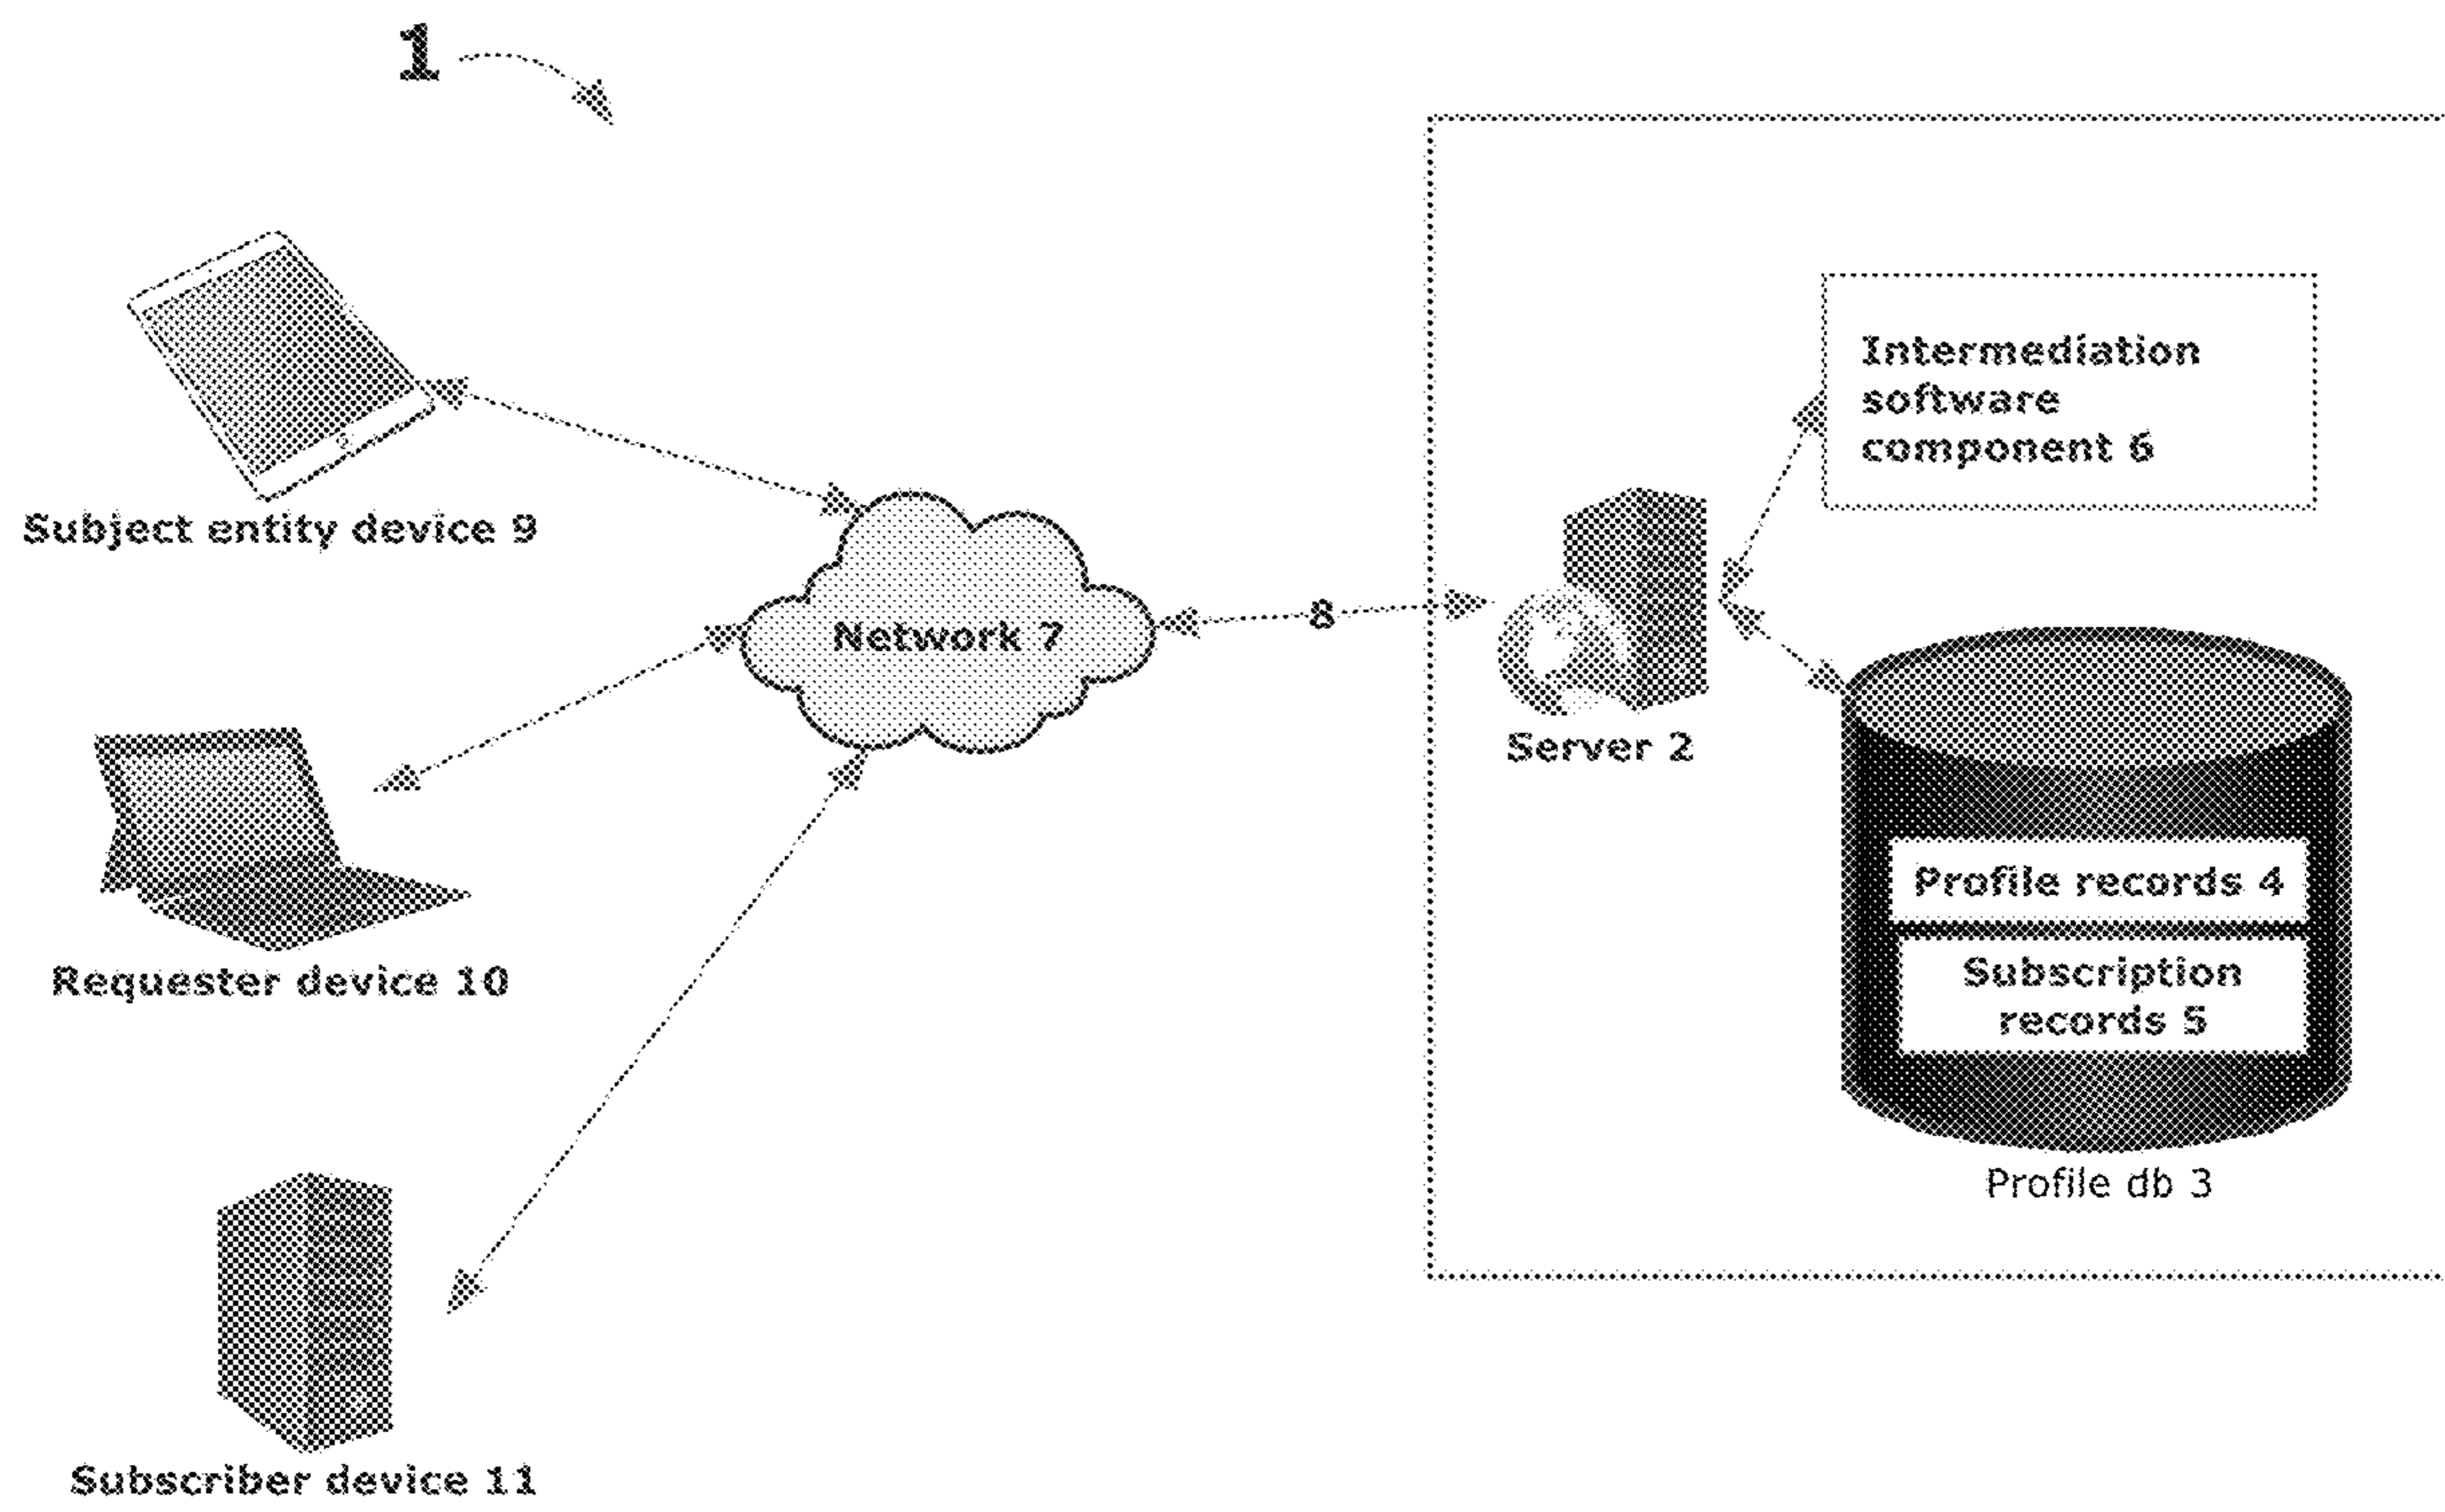 1
Intermediation
software
component 6
Subject entity device 9
8
Network 7
Server 2
Profile records 4
Subscription
records 5
Requester device 10
Profile db 3
Subscriber device 11